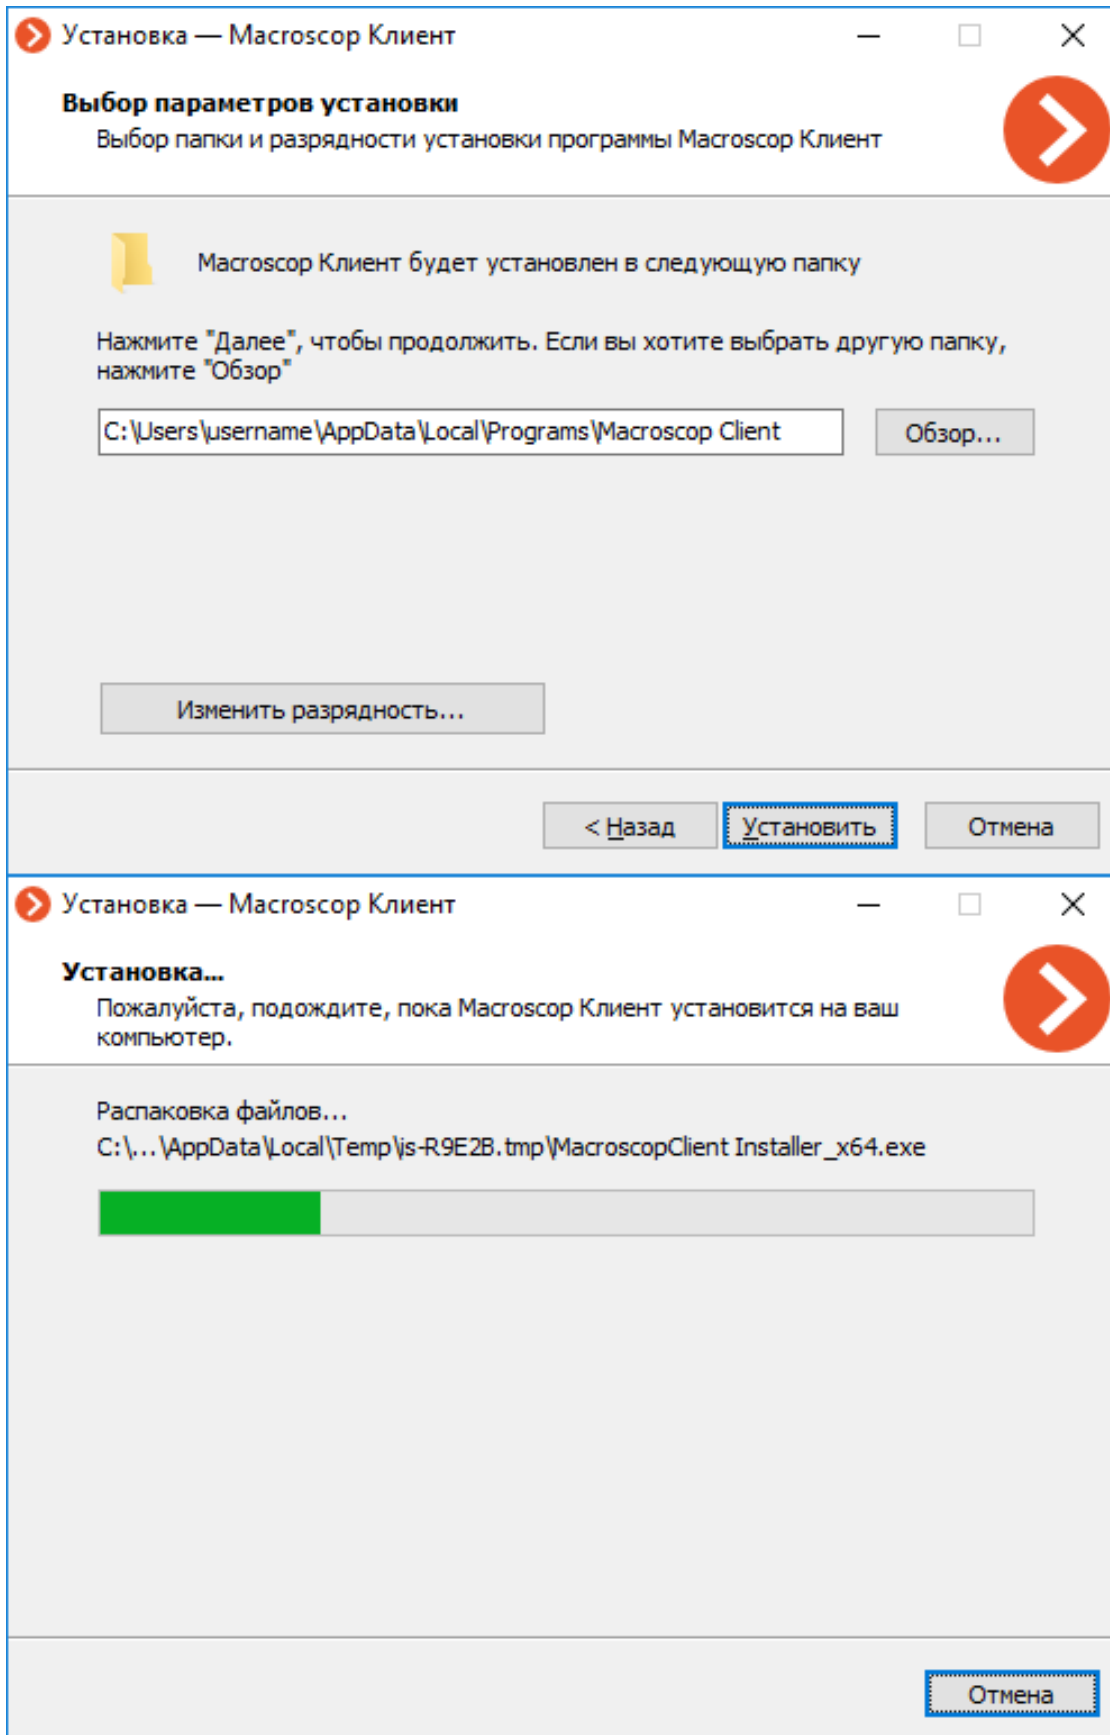 Установка — Macroscop Клиент
Выбор параметров установки
Выбор папки и разрядности установки программы Macroscop Клиент
Macroscop Клиент будет установлен в следующую папку
Нажмите "Далее", чтобы продолжить. Если вы хотите выбрать другую папку,
нажмите "Обзор"
C:\Users\username\AppData\Local\Programs\Macroscop Client
Обзор...
Изменить разрядность...
< Назад
Установить
Отмена
Установка — Macroscop Клиент
Установка...
Пожалуйста, подождите, пока Macroscop Клиент установится на ваш
компьютер.
Распаковка файлов...
C:\...\AppData\Local\Temp\is-R9E2B.tmp\MacroscopClient Installer_x64.exe
Отмена